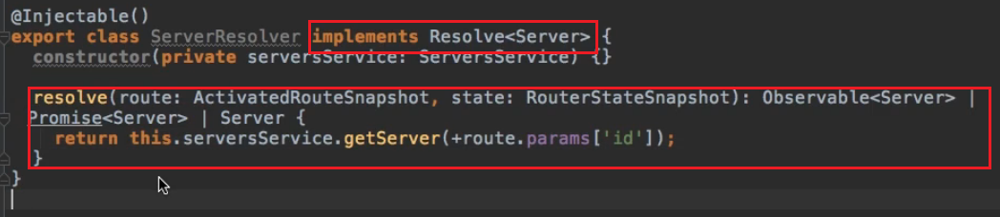 @Injectable()
export class ServerResolver implements Resolve<Server> {
  constructor(private serversService: ServersService) {}

  resolve(route: ActivatedRouteSnapshot, state: RouterStateSnapshot): Observable<Server> |
Promise<Server> | Server {
    return this.serversService.getServer(+route.params['id']);
  }
}